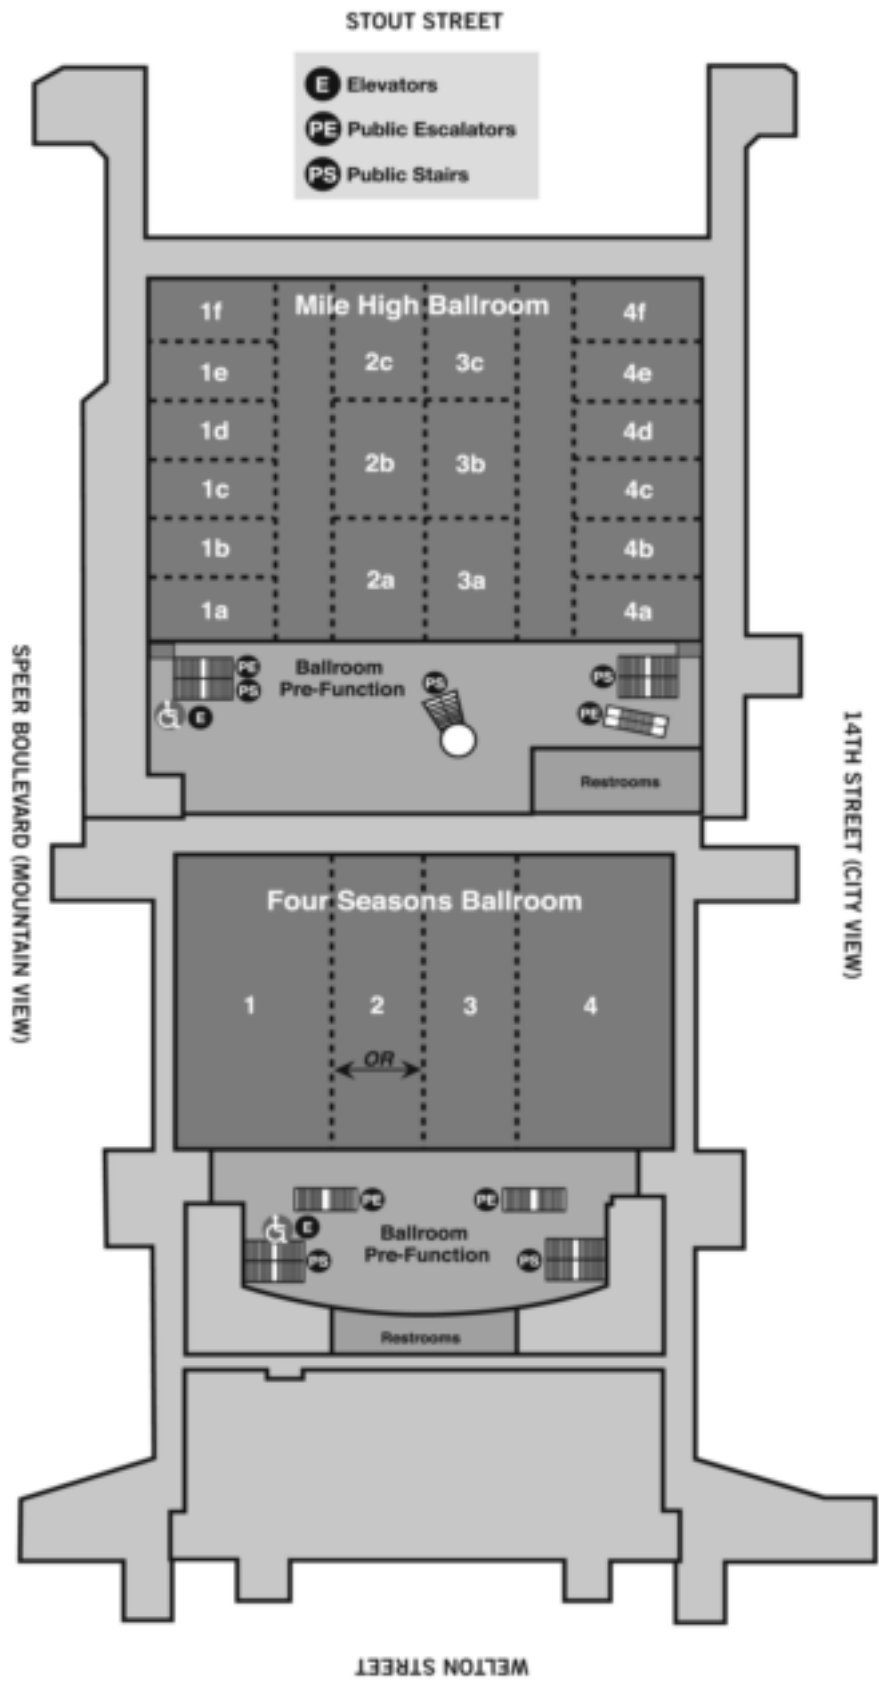 STOUT STREET
E Elevators
PE Public Escalators
PS Public Stairs
Mile High Ballroom
1f
4f
2c
3c
1e
4e
1d
4d
2b
3b
1c
4c
1b
4b
2a
3a
1a
4a
PE
PS
E
Ballroom
Pre-Function
PS
PS
PE
Restrooms
SPEER BOULEVARD (MOUNTAIN VIEW)
14TH STREET (CITY VIEW)
Four Seasons Ballroom
1
2
3
4
OR
PE
PE
E
Ballroom
Pre-Function
PS
PS
Restrooms
WELTON STREET